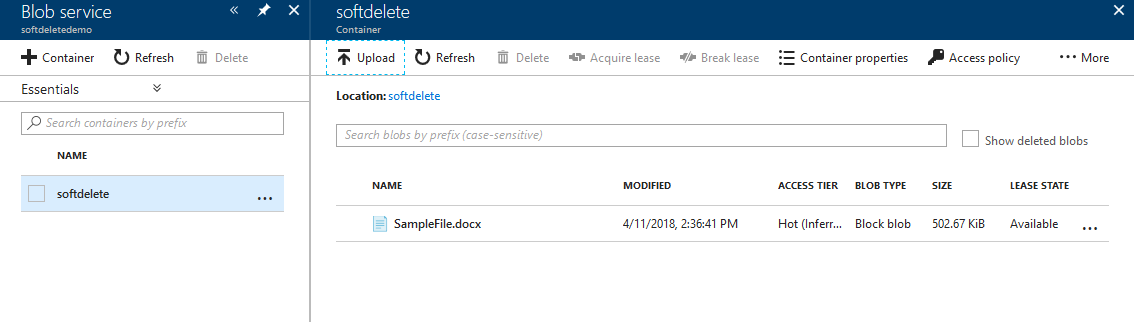 Blob service
softdeletedemo
Container Refresh Delete
Essentials
Search containers by prefix
NAME
softdelete ...
softdelete
Container
Upload Refresh Delete Acquire lease Break lease Container properties Access policy ... More
Location: softdelete
Search blobs by prefix (case-sensitive) Show deleted blobs
NAME MODIFIED ACCESS TIER BLOB TYPE SIZE LEASE STATE
SampleFile.docx 4/11/2018, 2:36:41 PM Hot (Inferr... Block blob 502.67 KiB Available ...